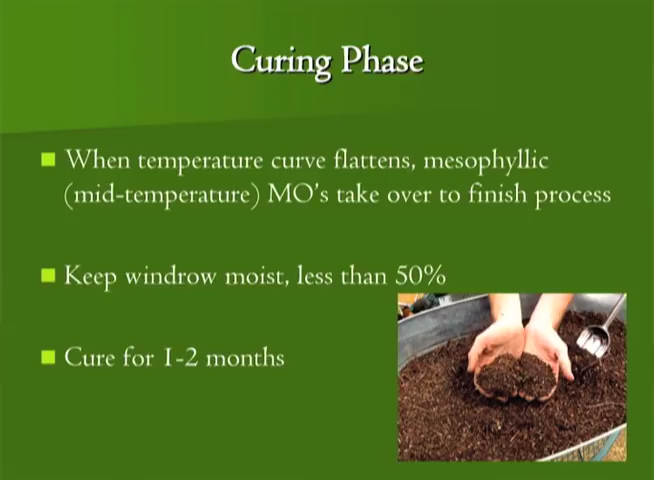 Curing Phase
When temperature curve flattens, mesophyllic
(mid-temperature) MO's take over to finish process
Keep windrow moist, less than 50%
Cure for 1-2 months